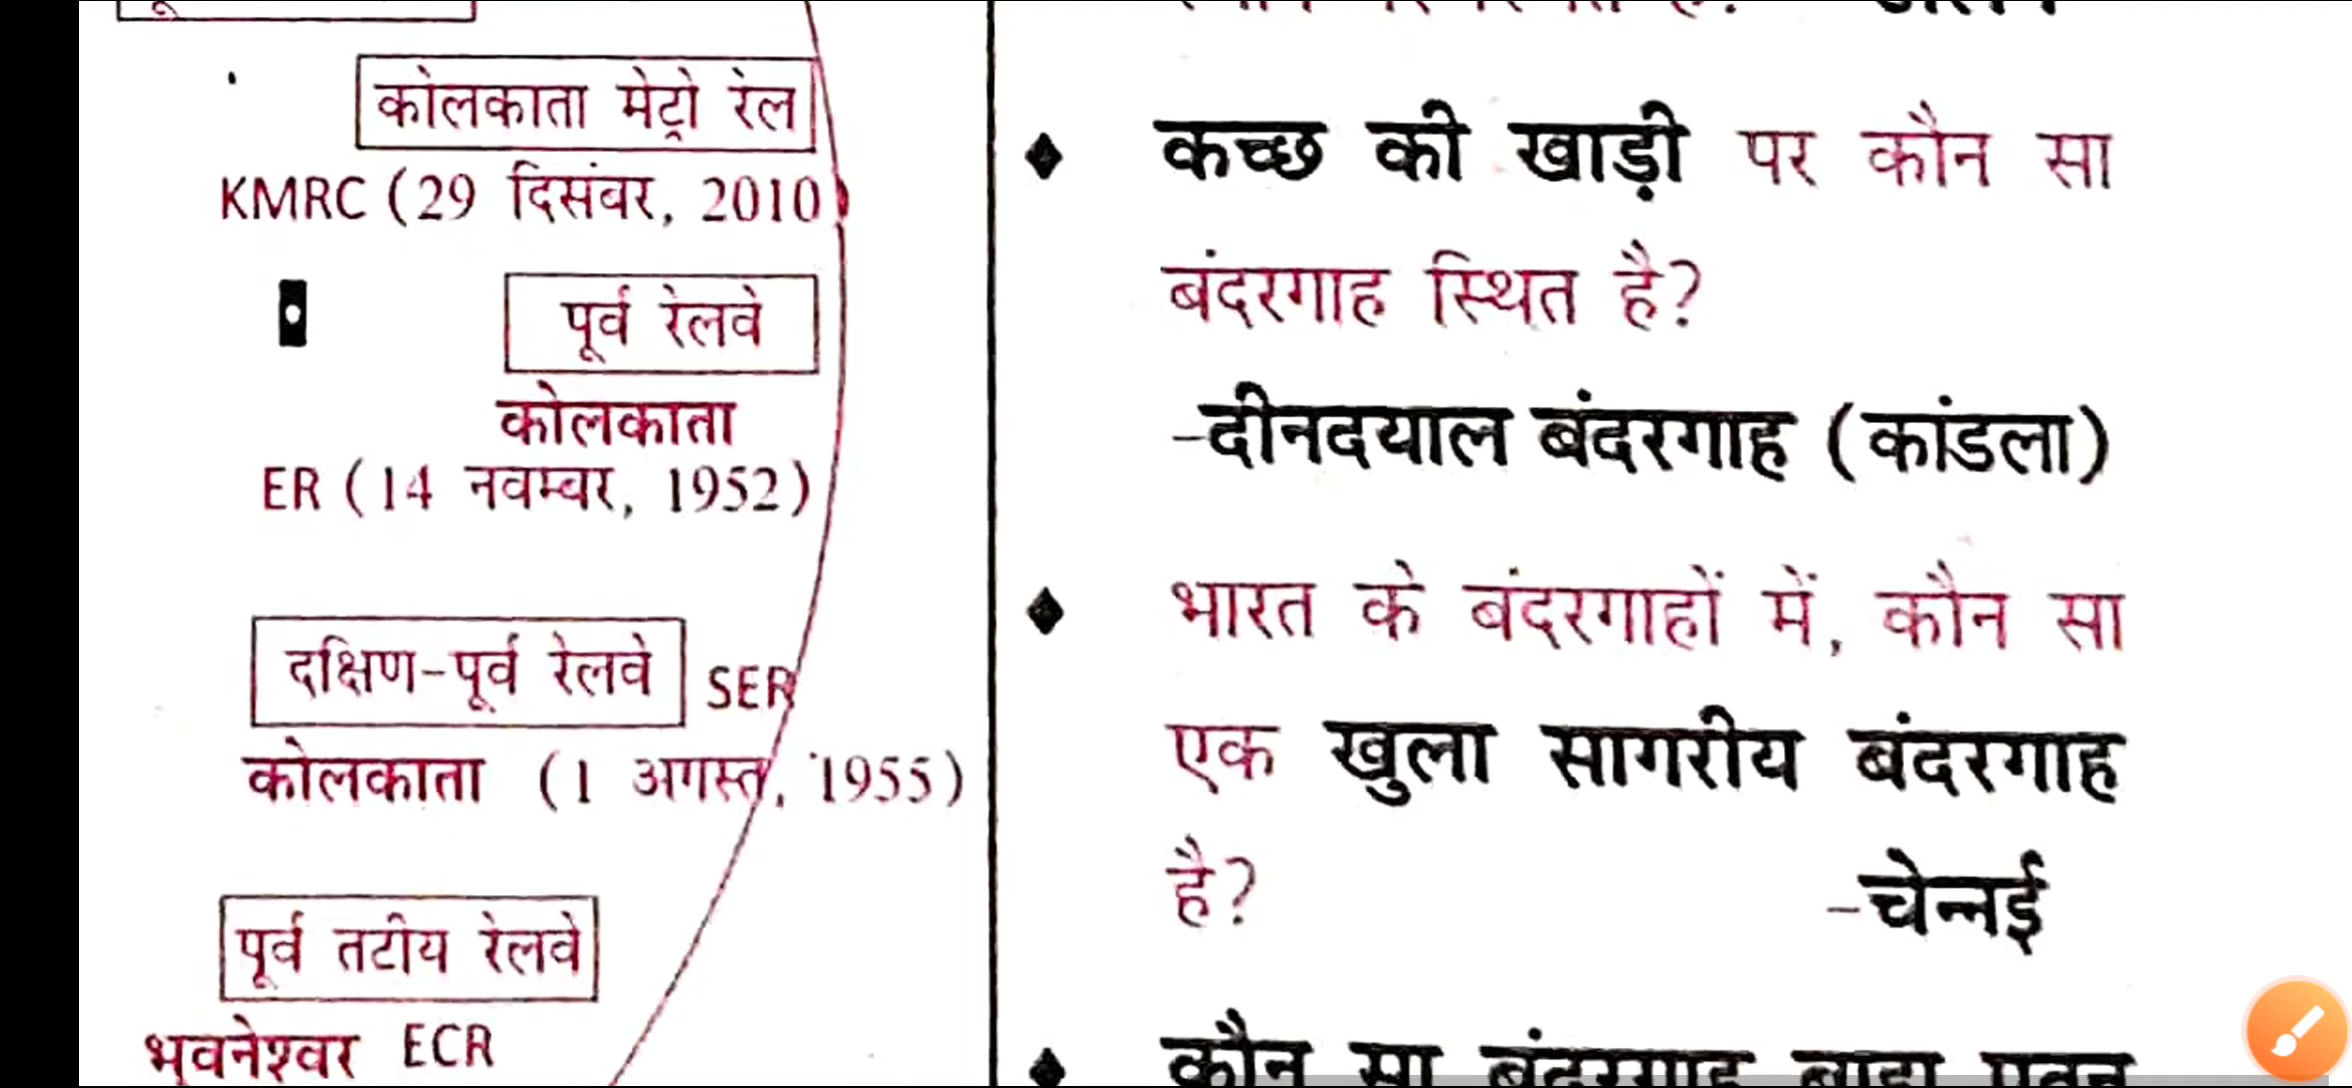 कोलकाता मेट्रो रेल
KMRC (29 दिसंबर, 2010)
पूर्व रेलवे
कोलकाता
ER (14 नवम्बर, 1952)
दक्षिण-पूर्व रेलवे SER
कोलकाता (1 अगस्त, 1955)
पूर्व तटीय रेलवे
भुवनेश्वर ECR
कच्छ की खाड़ी पर कौन सा
बंदरगाह स्थित है?
-दीनदयाल बंदरगाह (कांडला)
भारत के बंदरगाहों में, कौन सा
एक खुला सागरीय बंदरगाह
है? -चेन्नई
कौन सा बंदरगाह